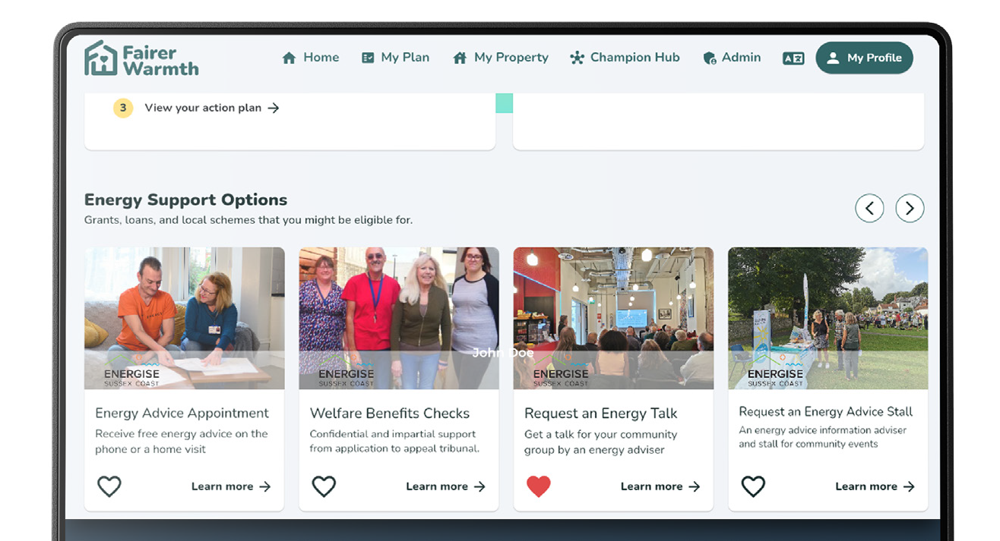 Fairer
Warmth
Home
My Plan
My Property
Champion Hub
Admin
My Profile
3 View your action plan →
Energy Support Options
Grants, loans, and local schemes that you might be eligible for.
ENERGISE
SUSSEX COAST
ENERGISE
SUSSEX COAST
John Doe
ENERGISE
SUSSEX COAST
ENERGISE
SUSSEX COAST
Energy Advice Appointment
Receive free energy advice on the
phone or a home visit
Learn more →
Welfare Benefits Checks
Confidential and impartial support
from application to appeal tribunal.
Learn more →
Request an Energy Talk
Get a talk for your community
group by an energy adviser
Learn more →
Request an Energy Advice Stall
An energy advice information adviser
and stall for community events
Learn more →